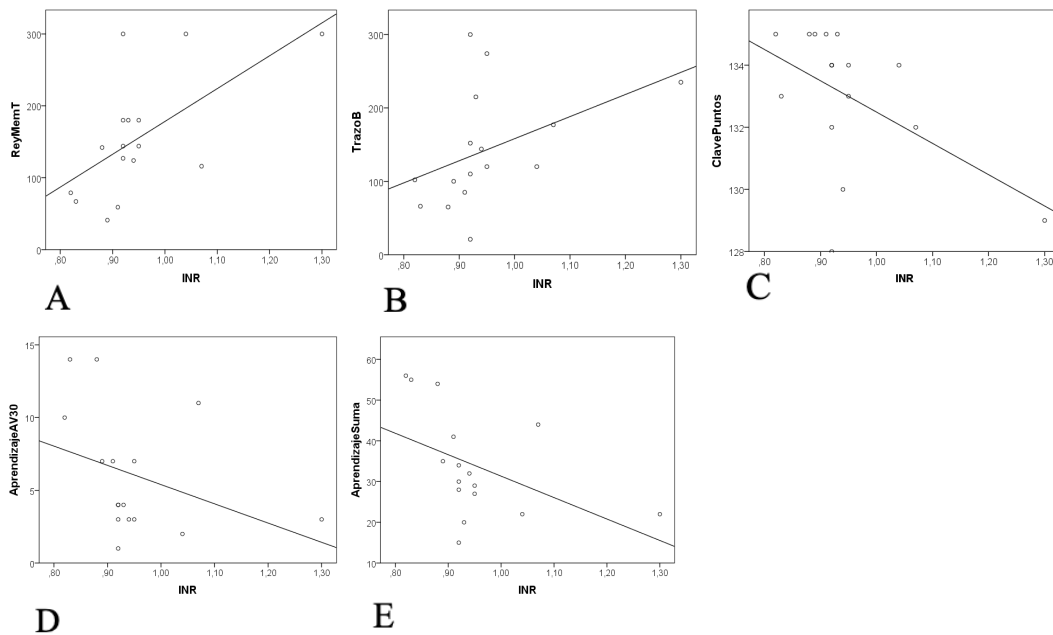 300
200
100
0
,80 ,90 1,00 1,10 1,20 1,30
ReyMemT
INR
A
300
200
100
0
,80 ,90 1,00 1,10 1,20 1,30
TrazoB
INR
B
134
132
130
128
,80 ,90 1,00 1,10 1,20 1,30
ClavePuntos
INR
C
15
10
5
0
,80 ,90 1,00 1,10 1,20 1,30
AprendizajeAV30
INR
D
60
50
40
30
20
10
,80 ,90 1,00 1,10 1,20 1,30
AprendizajeSuma
INR
E